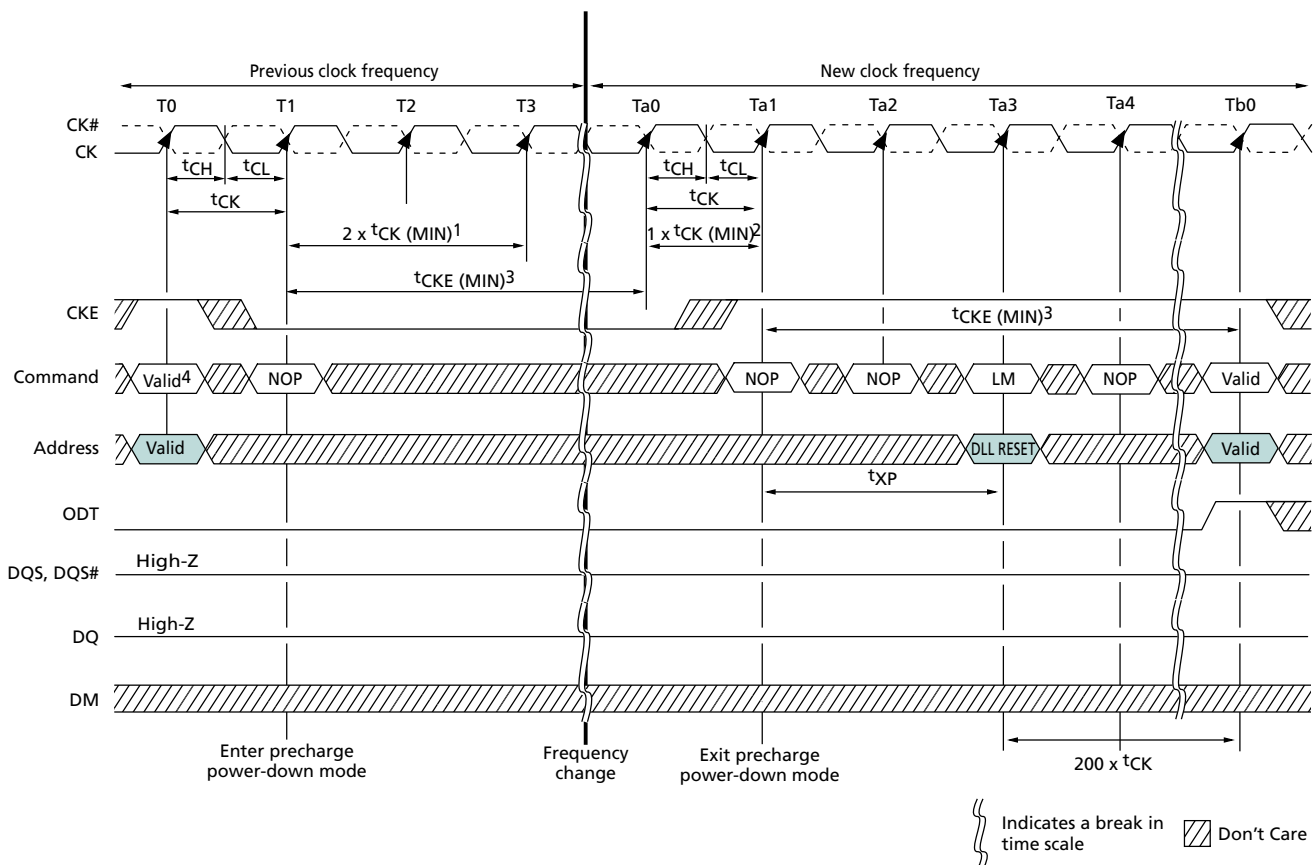 Previous clock frequency
New clock frequency
T0 T1 T2 T3 Ta0 Ta1 Ta2 Ta3 Ta4 Tb0
CK#
CK
tCH tCL tCH tCL
tCK tCK
2 x tCK (MIN)1 1 x tCK (MIN)2
tCKE (MIN)3
CKE
tCKE (MIN)3
Command Valid4 NOP NOP NOP LM NOP Valid
Address Valid DLL RESET Valid
tXP
ODT
DQS, DQS# High-Z
DQ High-Z
DM
Enter precharge
power-down mode
Frequency
change
Exit precharge
power-down mode
200 x tCK
Indicates a break in
time scale
Don't Care